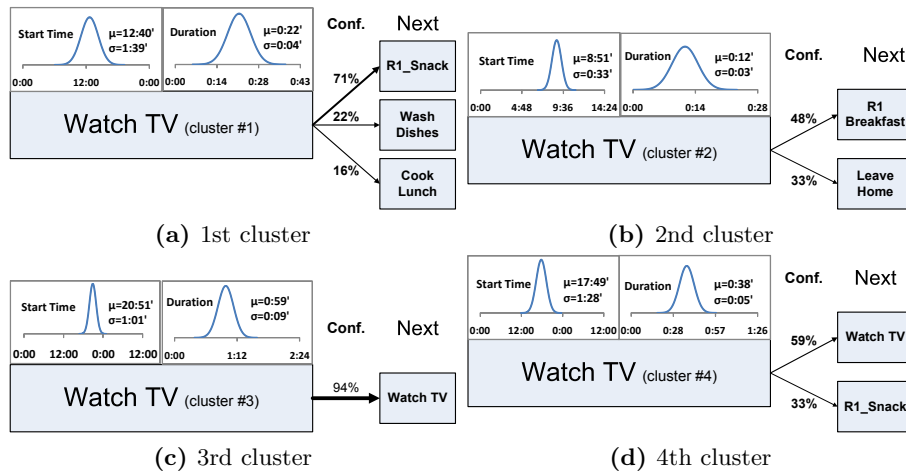 Start Time
μ=12:40'
σ=1:39'
0:00 12:00 0:00
Duration
μ=0:22'
σ=0:04'
0:00 0:14 0:28 0:43
Conf.
Next
Watch TV (cluster #1)
71%
R1_Snack
22%
Wash
Dishes
16%
Cook
Lunch
(a) 1st cluster
Start Time
μ=8:51'
σ=0:33'
0:00 4:48 9:36 14:24
Duration
μ=0:12'
σ=0:03'
0:00 0:14 0:28
Conf.
Next
Watch TV (cluster #2)
48%
R1
Breakfast
33%
Leave
Home
(b) 2nd cluster
Start Time
μ=20:51'
σ=1:01'
0:00 12:00 0:00 12:00
Duration
μ=0:59'
σ=0:09'
0:00 1:12 2:24
Conf.
Next
Watch TV (cluster #3)
94%
Watch TV
(c) 3rd cluster
Start Time
μ=17:49'
σ=1:28'
0:00 12:00 0:00 12:00
Duration
μ=0:38'
σ=0:05'
0:00 0:28 0:57 1:26
Conf.
Next
Watch TV (cluster #4)
59%
Watch TV
33%
R1_Snack
(d) 4th cluster